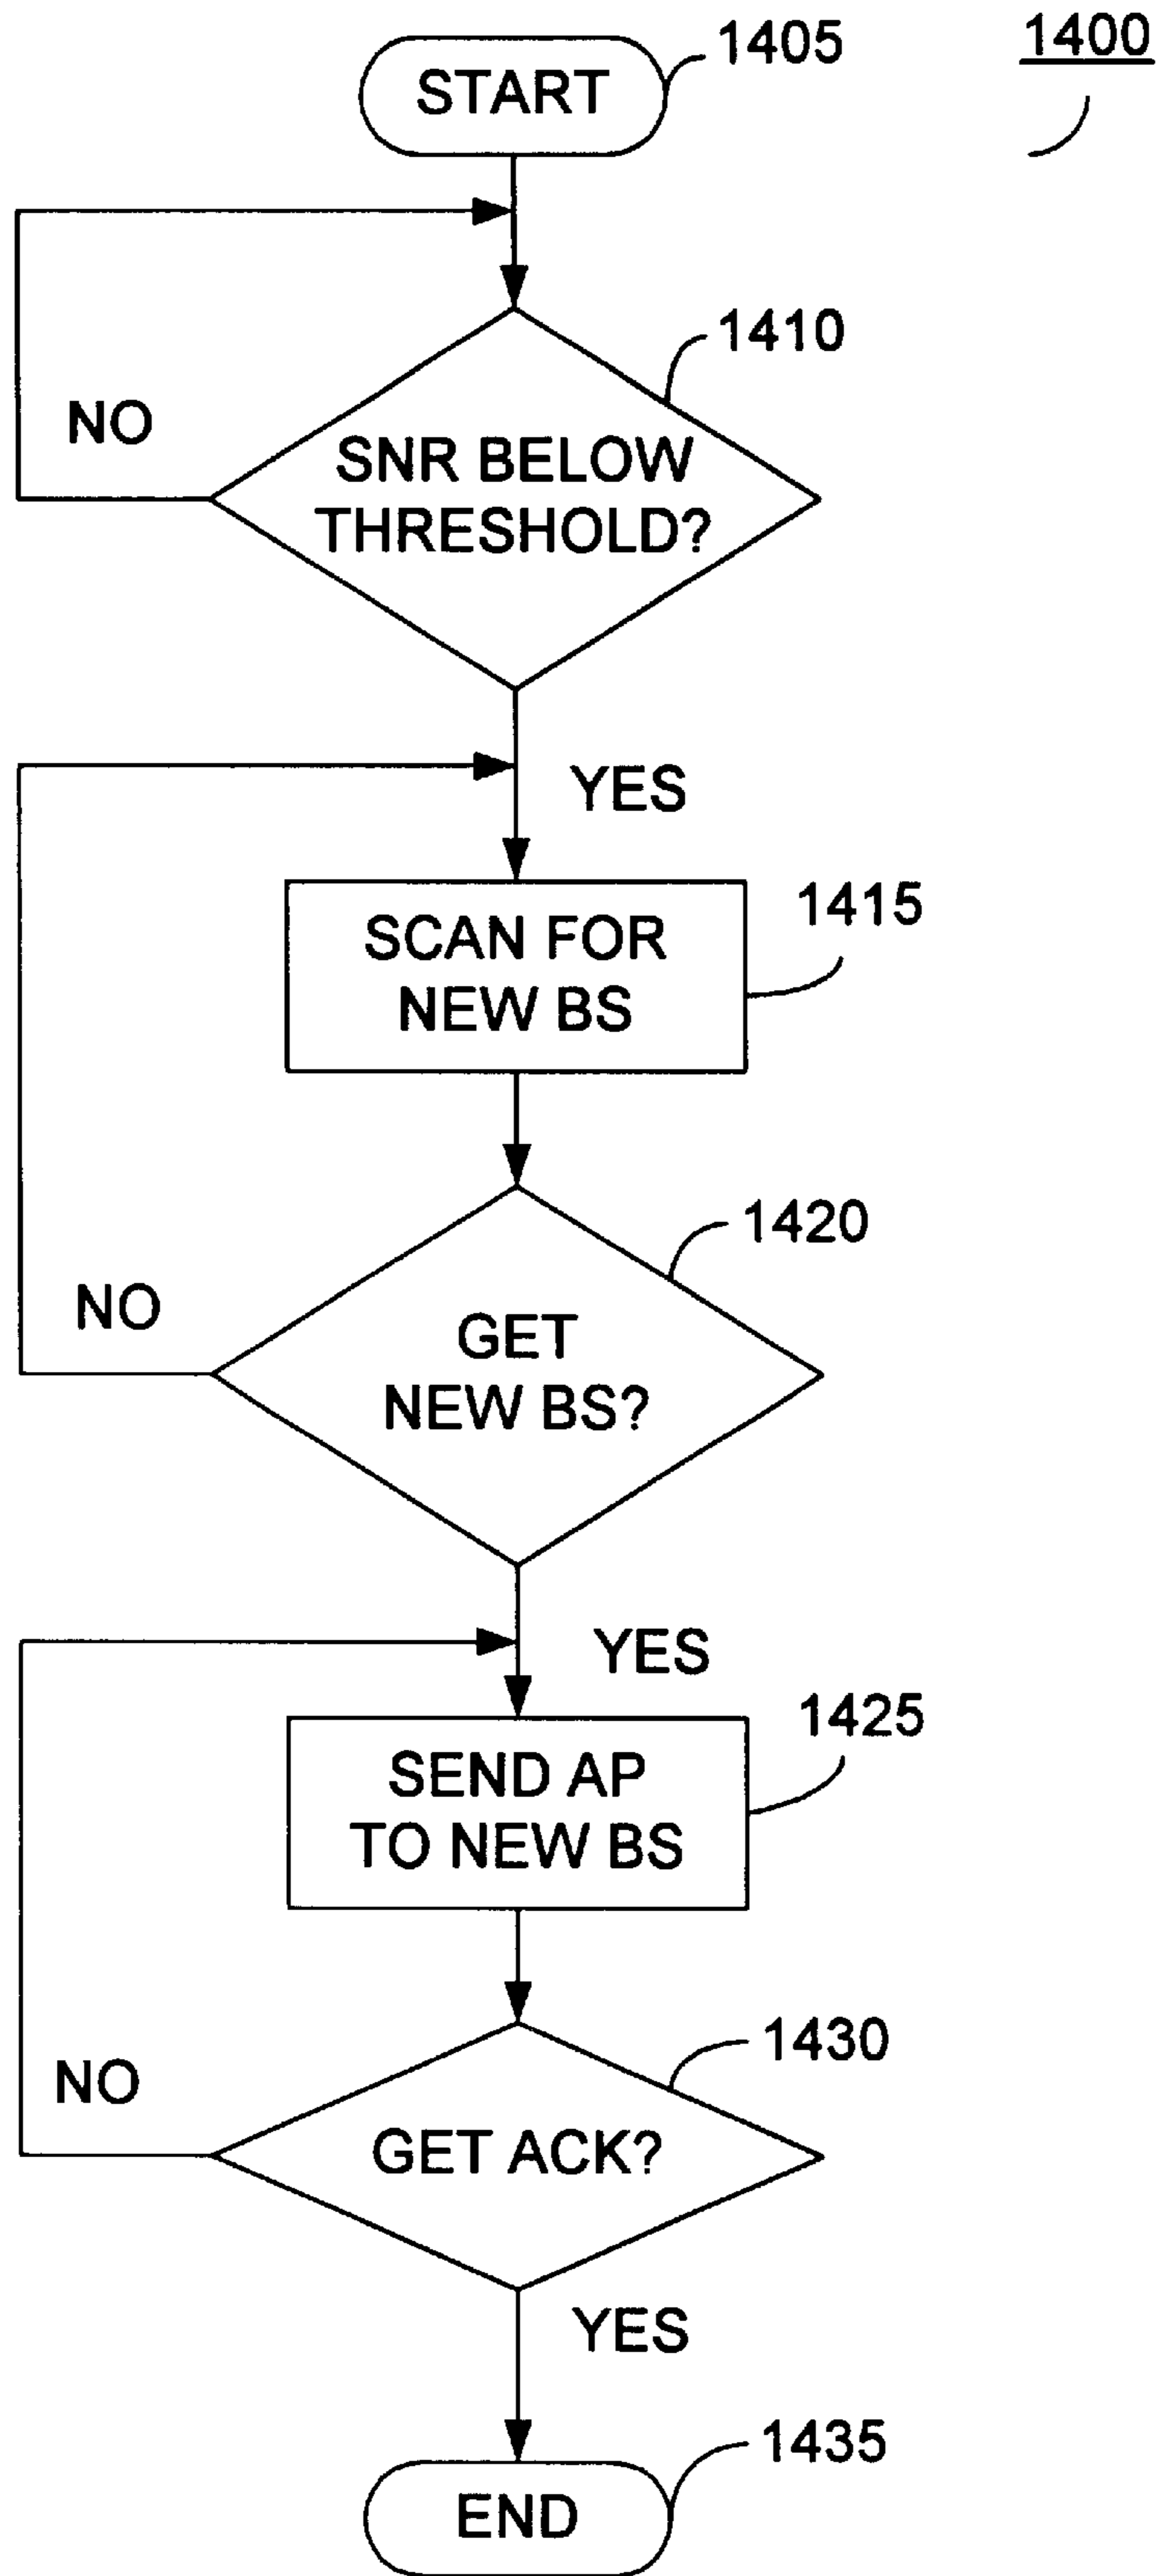 1400
START
1405
1410
NO
SNR BELOW
THRESHOLD?
YES
SCAN FOR
NEW BS
1415
1420
NO
GET
NEW BS?
YES
SEND AP
TO NEW BS
1425
1430
NO
GET ACK?
YES
END
1435